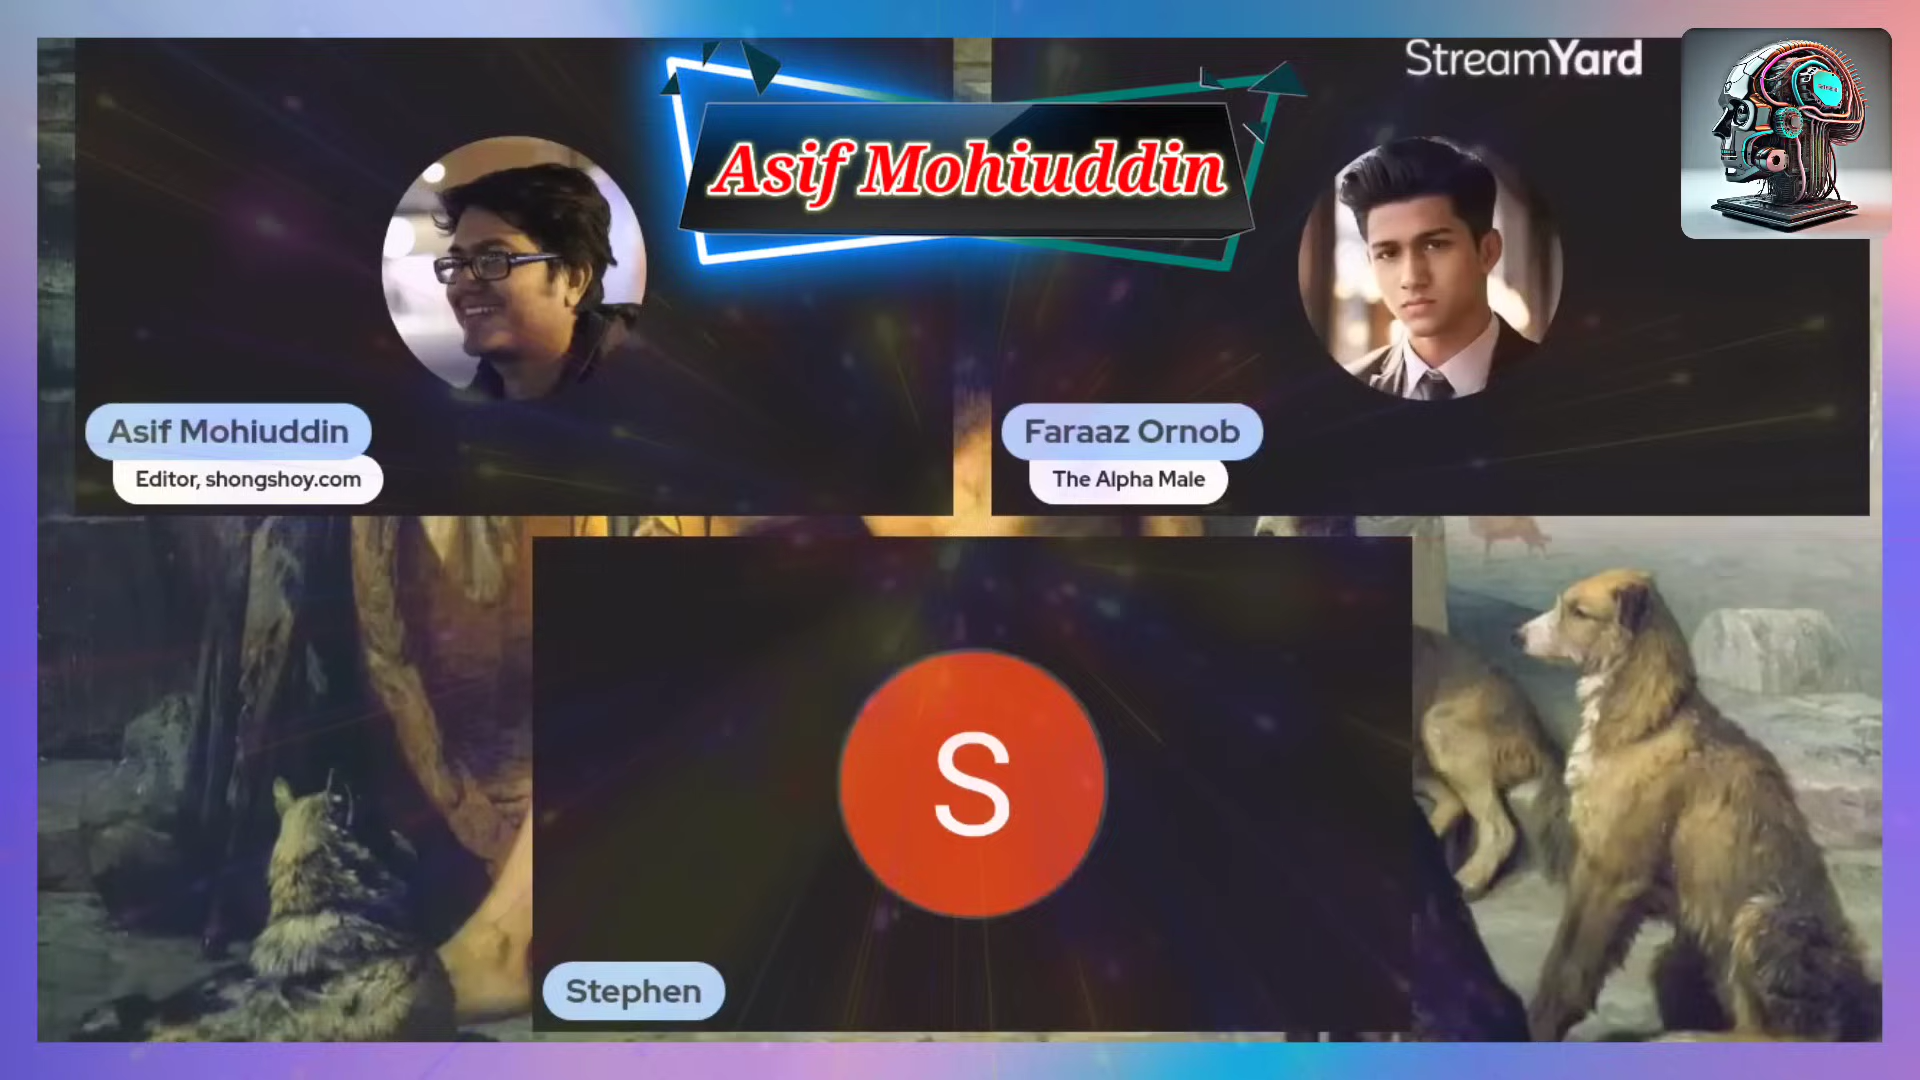 StreamYard
Asif Mohiuddin
Asif Mohiuddin
Editor, shongshoy.com
Faraaz Ornob
The Alpha Male
S
Stephen